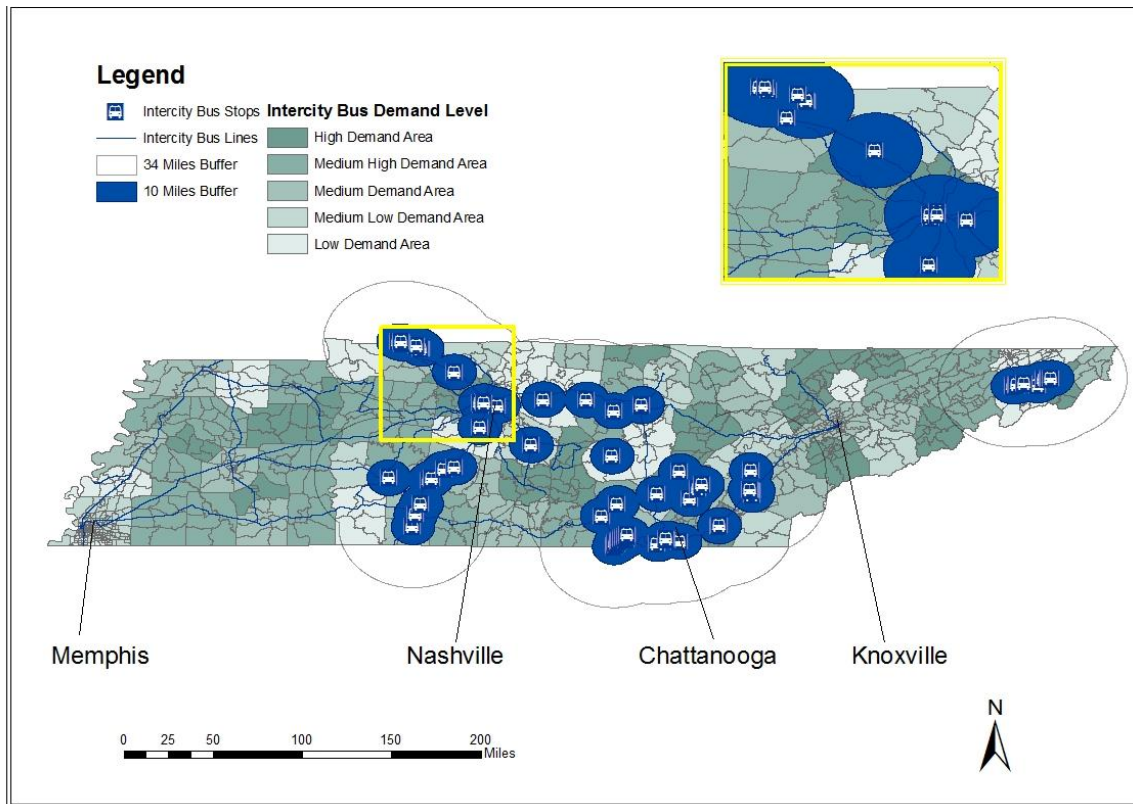 Legend
Intercity Bus Stops
Intercity Bus Lines
34 Miles Buffer
10 Miles Buffer
Intercity Bus Demand Level
High Demand Area
Medium High Demand Area
Medium Demand Area
Medium Low Demand Area
Low Demand Area
Memphis
Nashville
Chattanooga
Knoxville
0 25 50 100 150 200
Miles
N